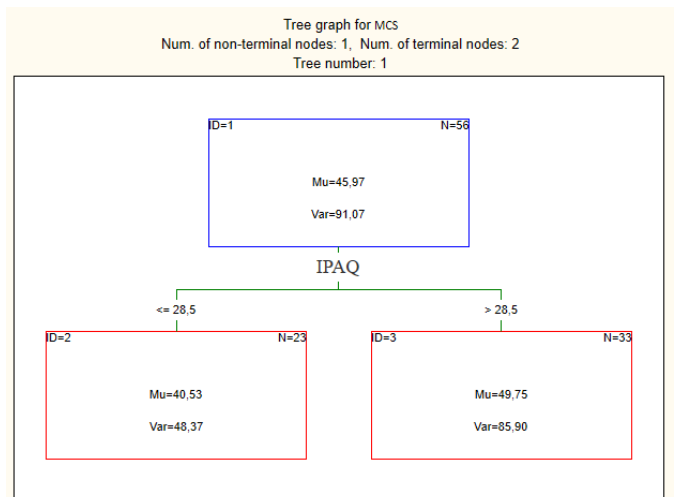 Tree graph for MCS
Num. of non-terminal nodes: 1,  Num. of terminal nodes: 2
Tree number: 1
ID=1 N=56
Mu=45,97
Var=91,07
IPAQ
<= 28,5 > 28,5
ID=2 N=23 ID=3 N=33
Mu=40,53 Mu=49,75
Var=48,37 Var=85,90